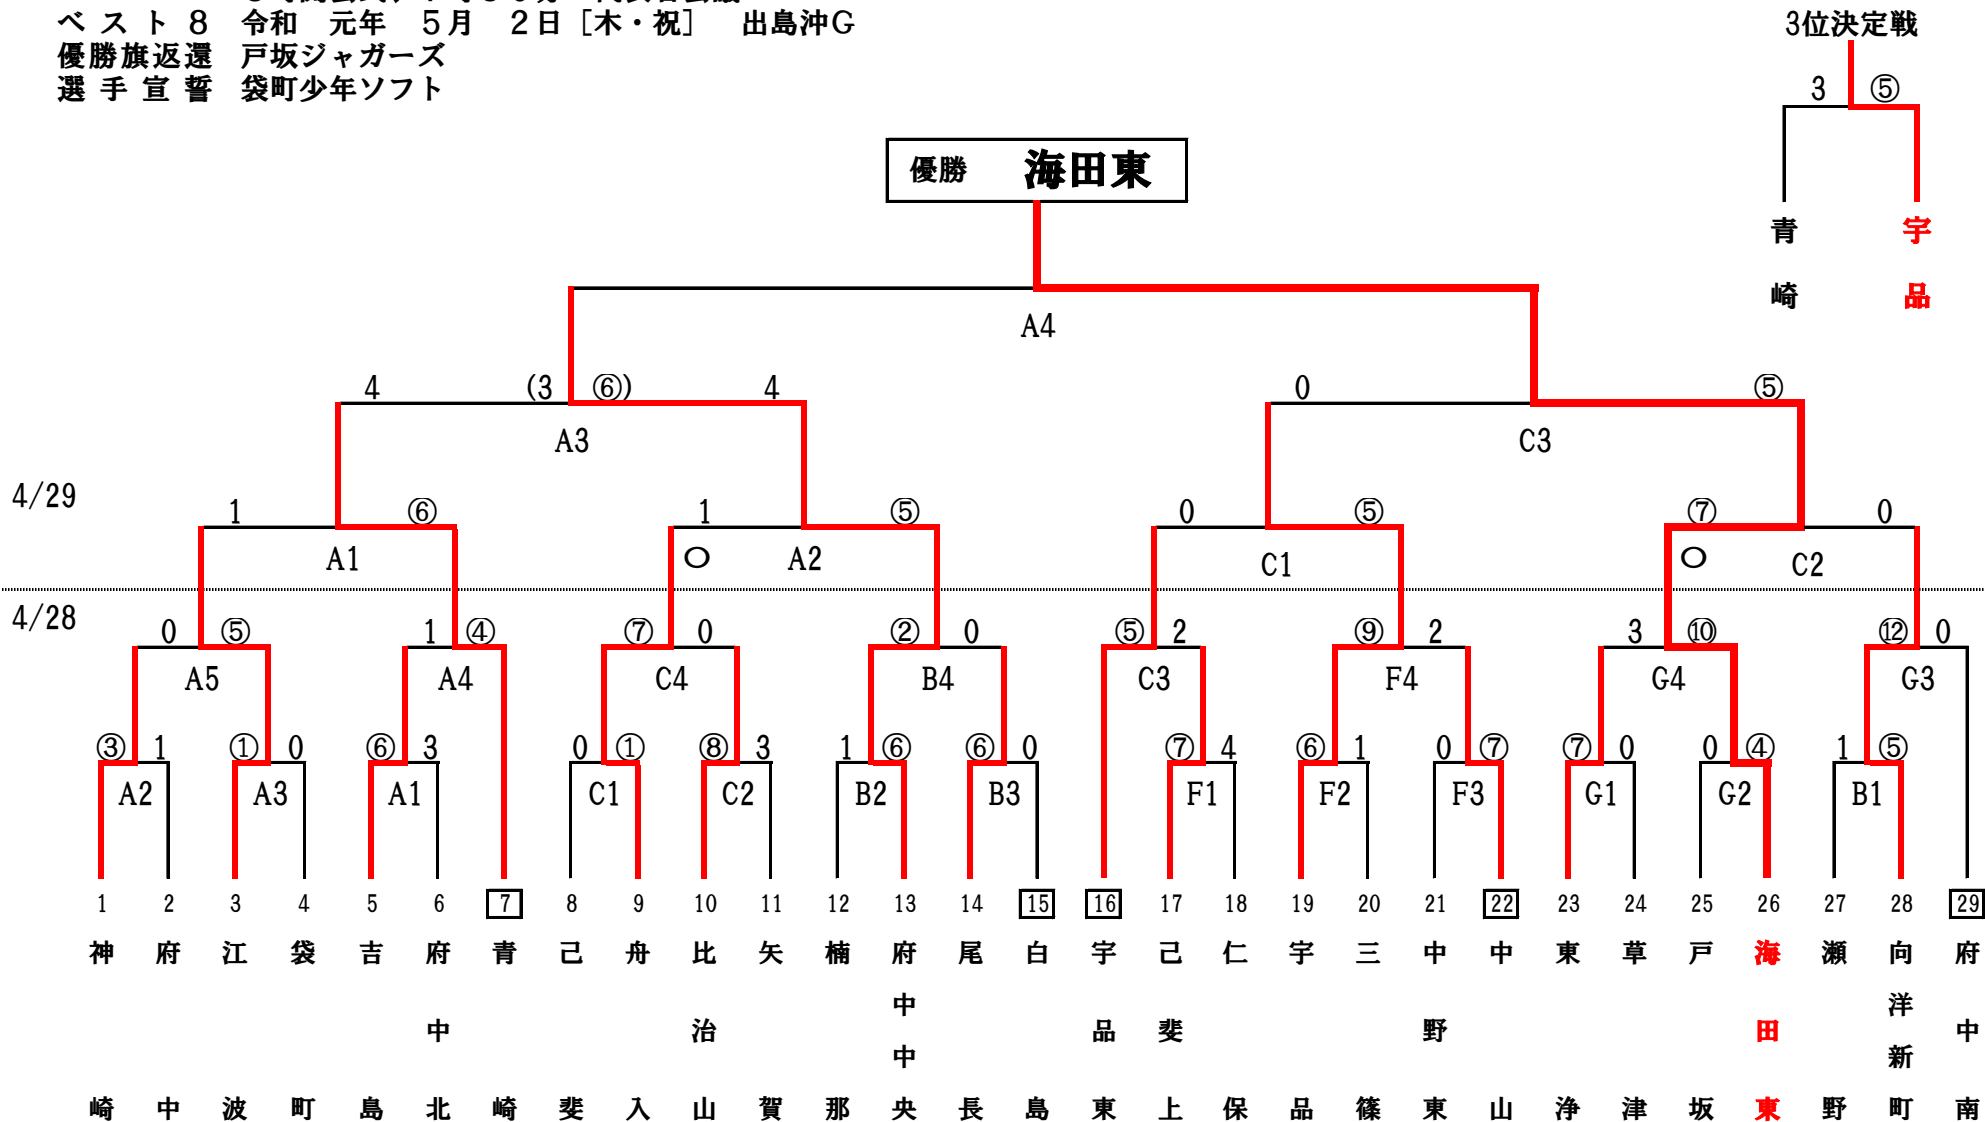 ベスト８　令和　元年　５月　２日［木・祝］　出島沖Ｇ
優勝旗返還　戸坂ジャガーズ
選手宣誓　袋町少年ソフト
3位決定戦
3 ⑤
青崎 宇品
優勝　海田東
A4
4 (3 ⑥) 4 0 ⑤
A3 C3
4/29
1 ⑥ 1 ⑤ 0 ⑤ ⑦ 0
A1 ○ A2 C1 ○ C2
4/28
0 ⑤ 1 ④ ⑦ 0 ② 0 ⑤ 2 ⑨ 2 3 ⑩ ⑫ 0
A5 A4 C4 B4 C3 F4 G4 G3
③ 1 ① 0 ⑥ 3 0 ① ⑧ 3 1 ⑥ ⑥ 0 ⑦ 4 ⑥ 1 0 ⑦ ⑦ 0 0 ④ 1 ⑤
A2 A3 A1 C1 C2 B2 B3 F1 F2 F3 G1 G2 B1
1 2 3 4 5 6 7 8 9 10 11 12 13 14 15 16 17 18 19 20 21 22 23 24 25 26 27 28 29
神崎 府中 江波 袋町 吉島 府中北 青崎 己斐 舟入 比治山 矢賀 楠那 府中中央 尾長 白島 宇品東 己斐上 仁保 宇品 三篠 中野東 中山 東浄 草津 戸坂 海田東 瀬野 向洋新町 府中南